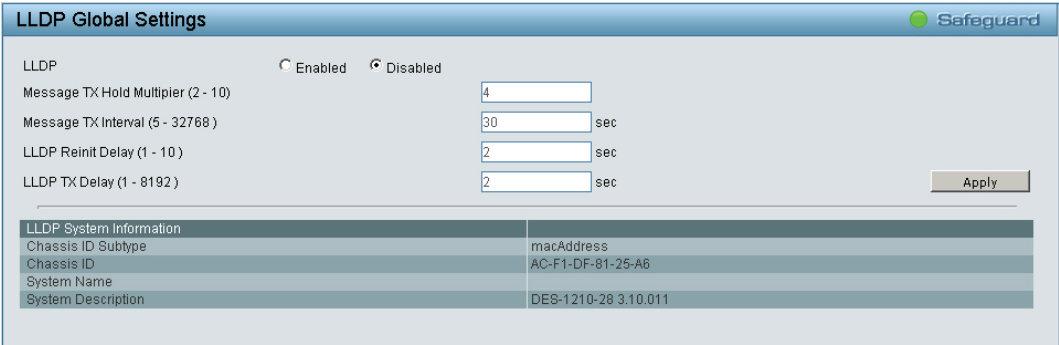 LLDP Global Settings Safeguard
LLDP Enabled Disabled
Message TX Hold Multipier (2 - 10) 4
Message TX Interval (5 - 32768 ) 30 sec
LLDP Reinit Delay (1 - 10 ) 2 sec
LLDP TX Delay (1 - 8192 ) 2 sec Apply
LLDP System Information
Chassis ID Subtype macAddress
Chassis ID AC-F1-DF-81-25-A6
System Name
System Description DES-1210-28 3.10.011